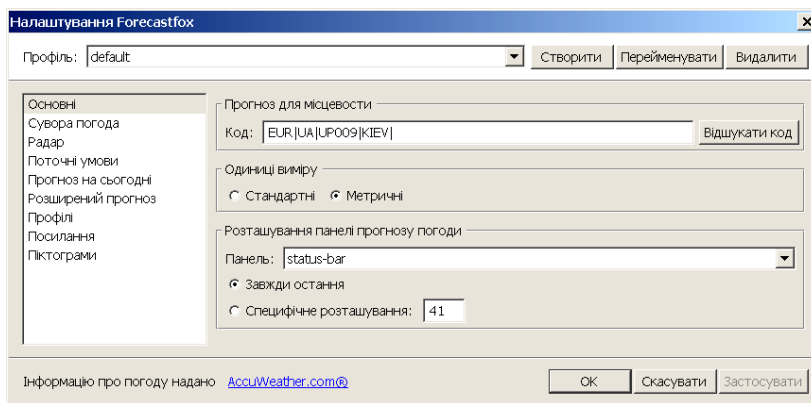 Налаштування Forecastfox
Профіль: default Створити Перейменувати Видалити
Основні
Сувора погода
Радар
Поточні умови
Прогноз на сьогодні
Розширений прогноз
Профілі
Посилання
Піктограми
Прогноз для місцевости
Код: EUR|UA|UP009|KIEV| Відшукати код
Одиниці виміру
Стандартні Метричні
Розташування панелі прогнозу погоди
Панель: status-bar
Завжди остання
Специфічне розташування: 41
Інформацію про погоду надано AccuWeather.com® OK Скасувати Застосувати